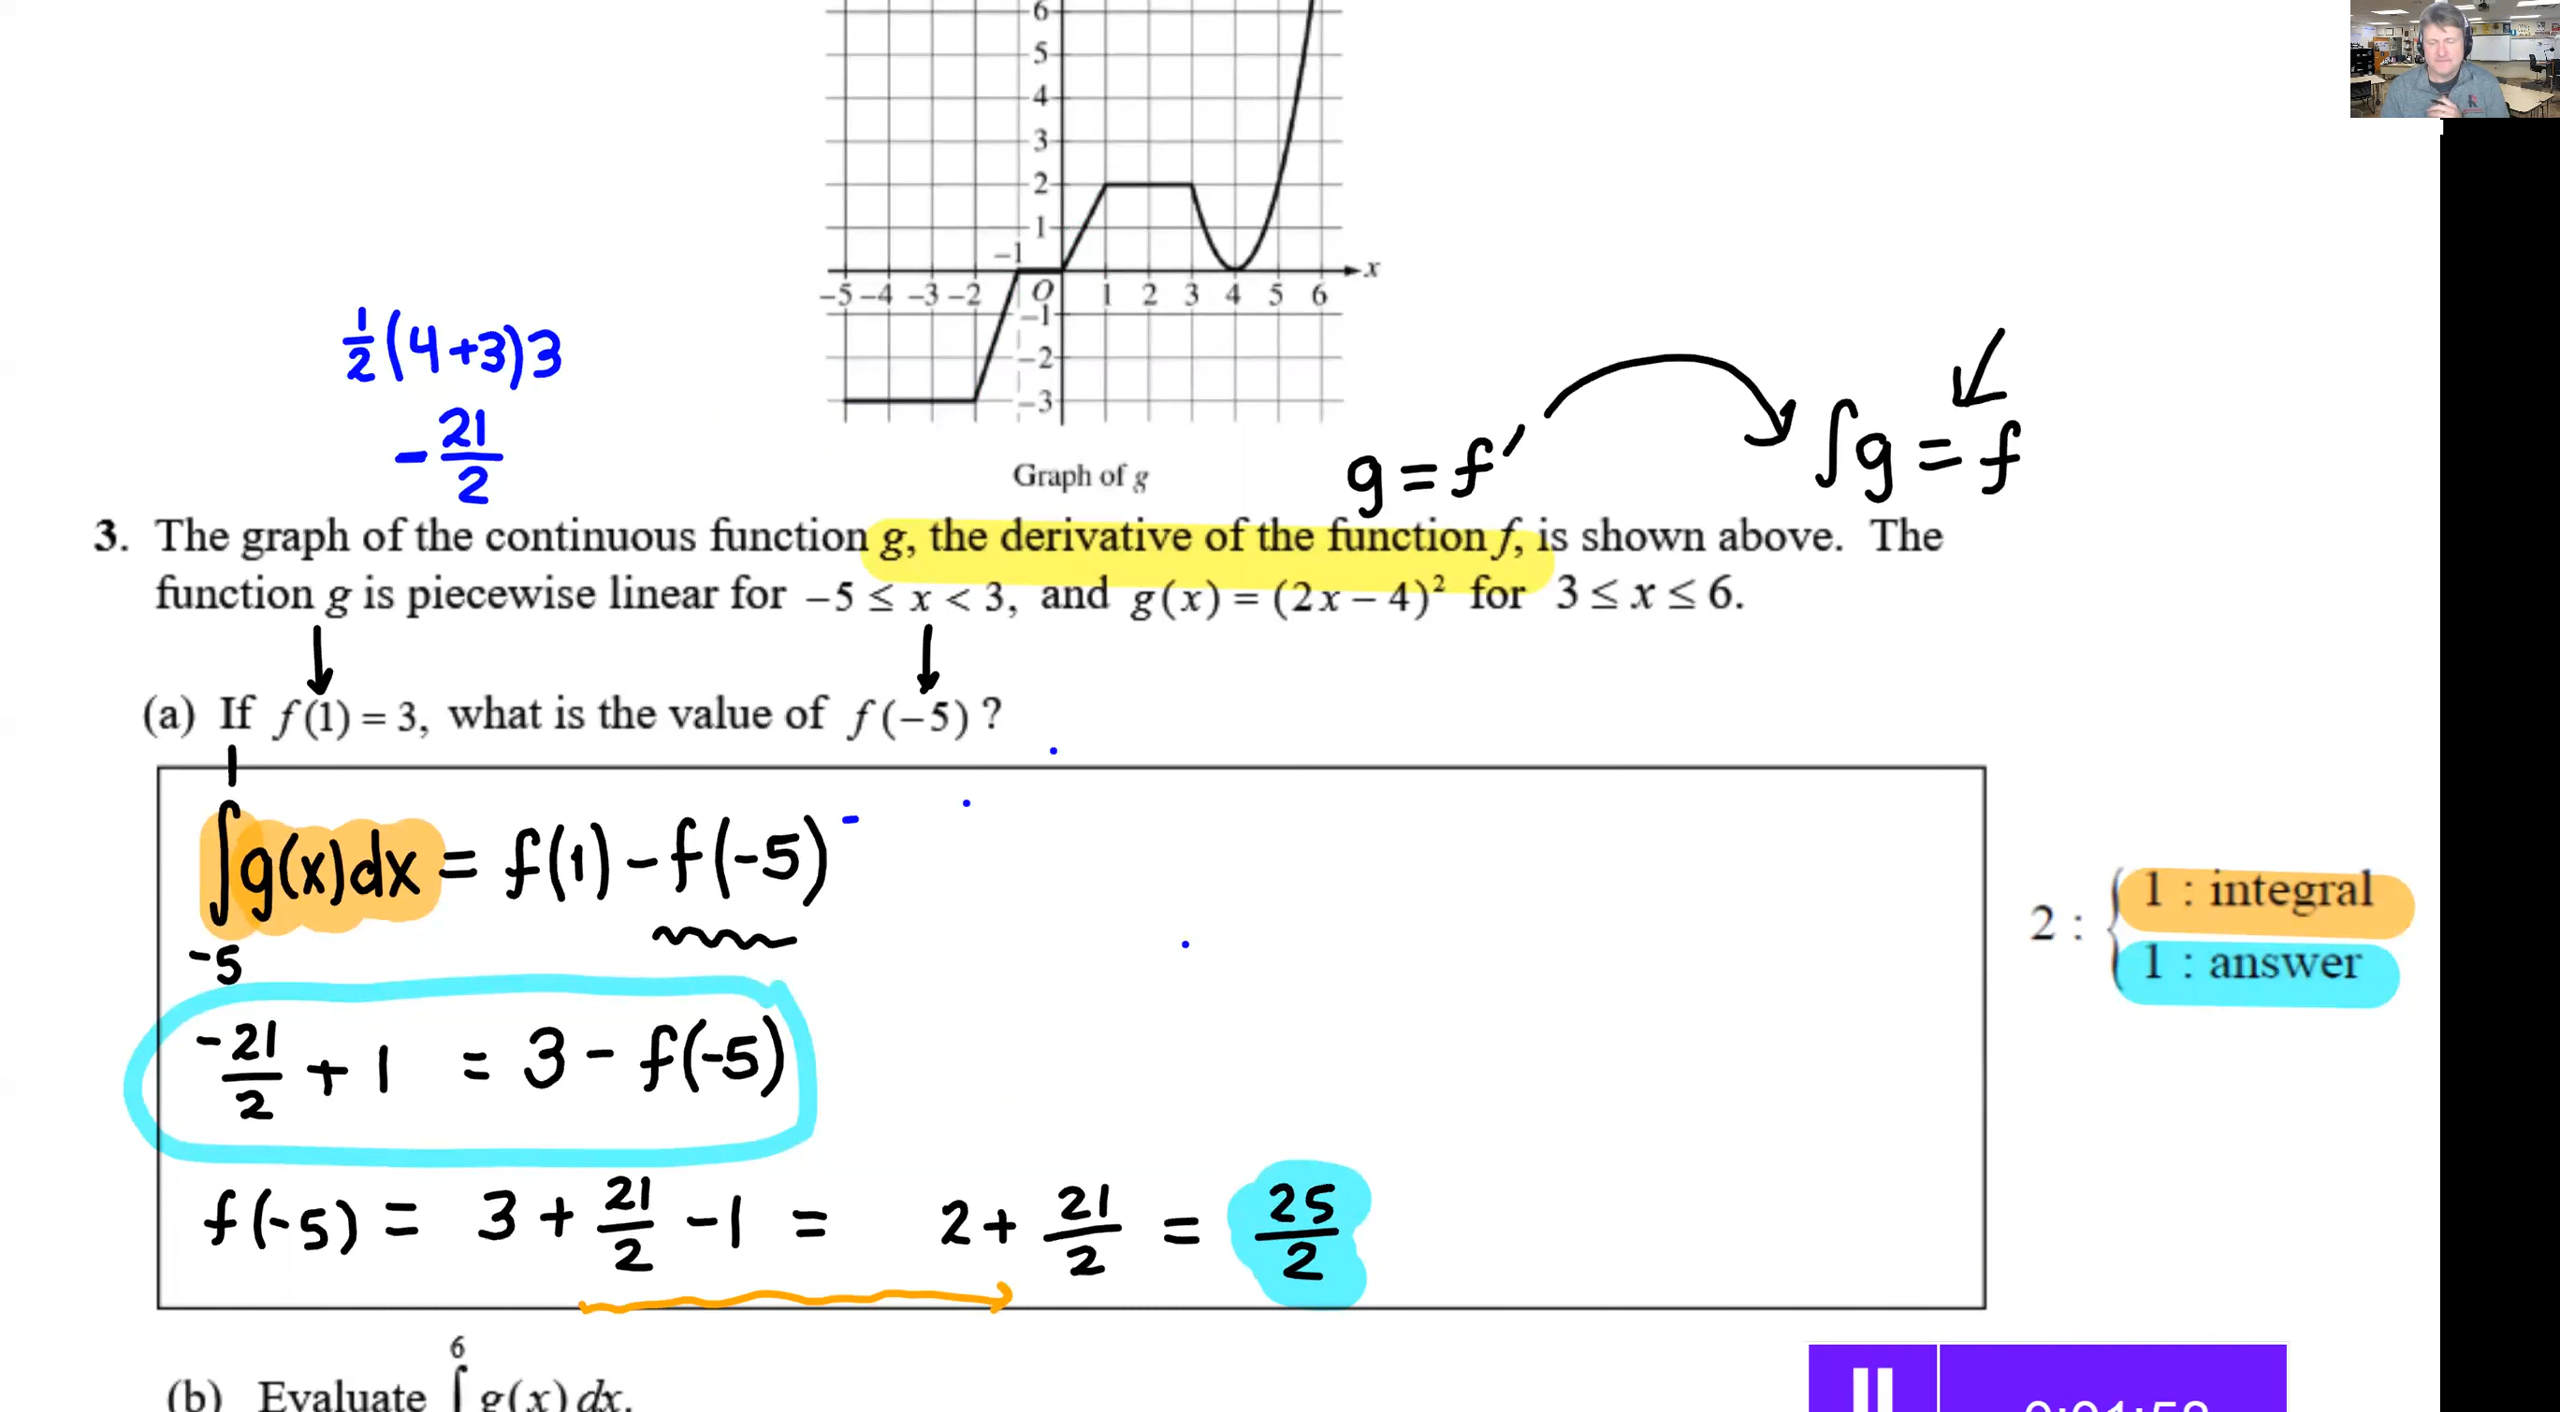 6
5
4
3
2
1
−1
x
−5 −4 −3 −2 O 1 2 3 4 5 6
−1
−2
−3
1/2(4+3)3
-21/2
Graph of g
g = f′
∫g = f
3. The graph of the continuous function g, the derivative of the function f, is shown above. The
function g is piecewise linear for −5 ≤ x < 3, and g(x) = (2x − 4)² for 3 ≤ x ≤ 6.
(a) If f(1) = 3, what is the value of f(−5) ?
1
∫g(x)dx = f(1) - f(-5)
-5
2 : { 1 : integral
1 : answer
-21/2 + 1 = 3 - f(-5)
f(-5) = 3 + 21/2 - 1 = 2 + 21/2 = 25/2
6
(b) Evaluate ∫ g(x) dx.